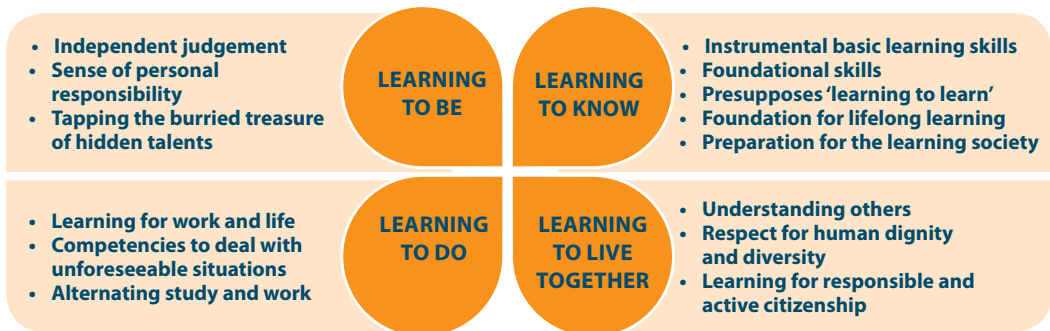 • Independent judgement
• Sense of personal
responsibility
• Tapping the burried treasure
of hidden talents
LEARNING
TO BE
LEARNING
TO KNOW
• Instrumental basic learning skills
• Foundational skills
• Presupposes ‘learning to learn’
• Foundation for lifelong learning
• Preparation for the learning society
• Learning for work and life
• Competencies to deal with
unforeseeable situations
• Alternating study and work
LEARNING
TO DO
LEARNING
TO LIVE
TOGETHER
• Understanding others
• Respect for human dignity
and diversity
• Learning for responsible and
active citizenship